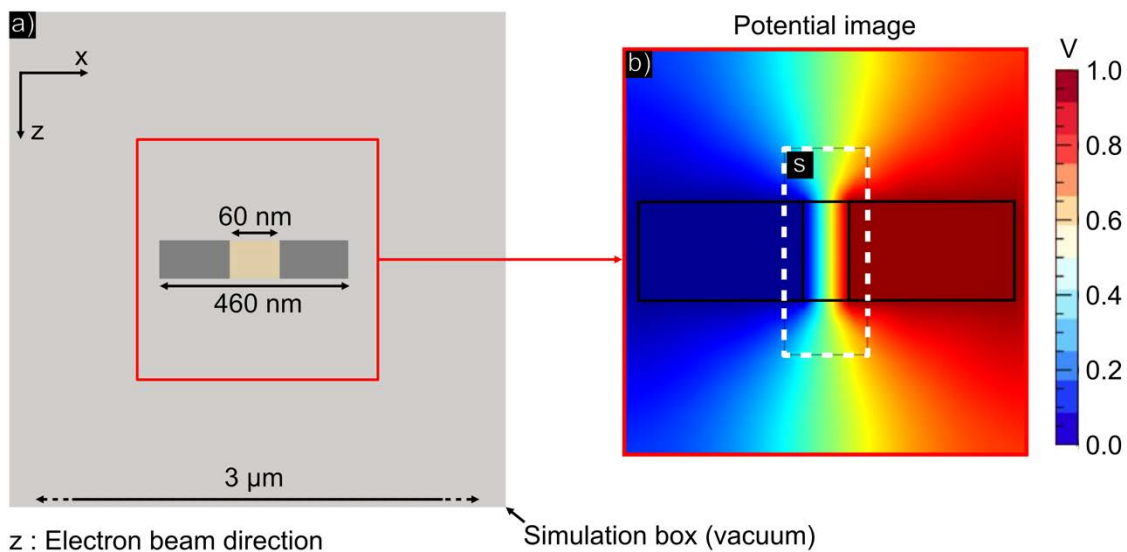 a)
x
z
60 nm
460 nm
3 µm
z : Electron beam direction
Simulation box (vacuum)
Potential image
b)
S
V
1.0
0.8
0.6
0.4
0.2
0.0